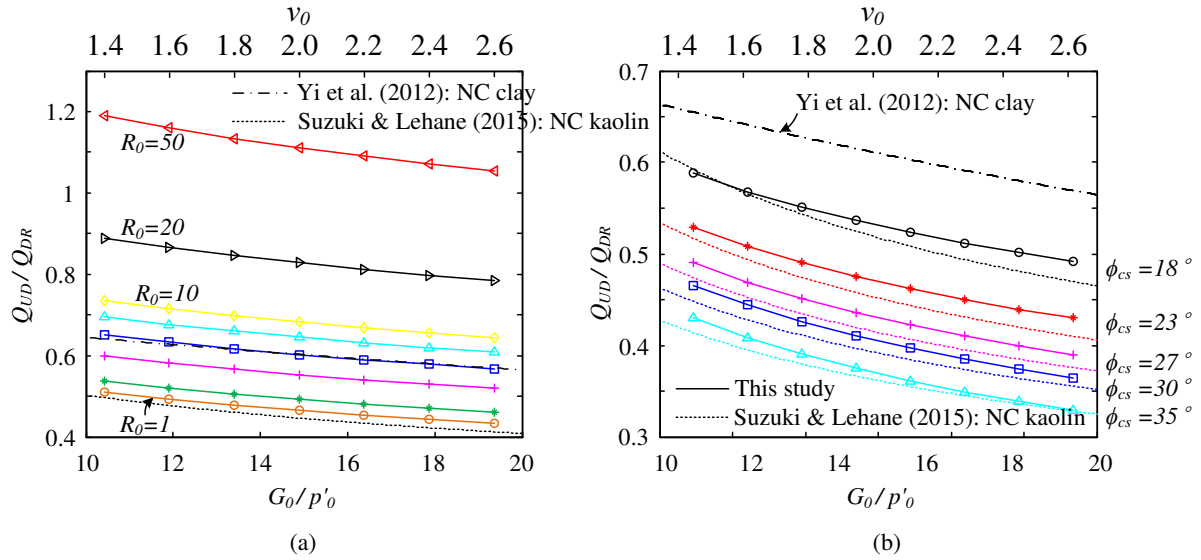 v0
1.4 1.6 1.8 2.0 2.2 2.4 2.6
Yi et al. (2012): NC clay
Suzuki & Lehane (2015): NC kaolin
1.2
1
0.8
0.6
0.4
QUD/QDR
R0=50
R0=20
R0=10
R0=1
10 12 14 16 18 20
G0/p'0
(a)
v0
1.4 1.6 1.8 2.0 2.2 2.4 2.6
0.7
0.6
0.5
0.4
0.3
QUD/QDR
Yi et al. (2012): NC clay
ϕcs=18°
ϕcs=23°
ϕcs=27°
ϕcs=30°
ϕcs=35°
This study
Suzuki & Lehane (2015): NC kaolin
10 12 14 16 18 20
G0/p'0
(b)